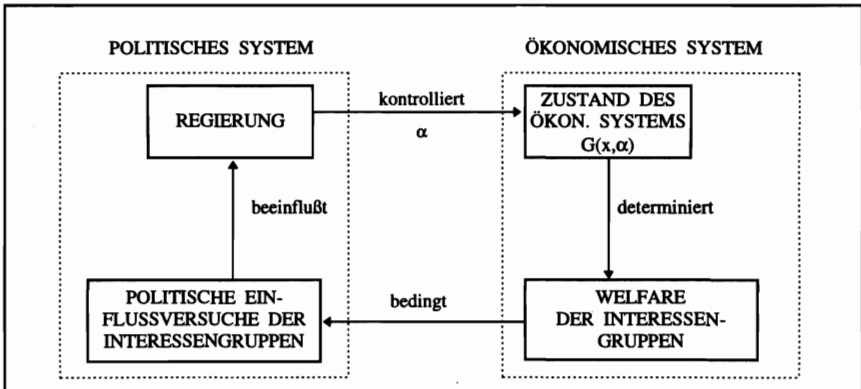 POLITISCHES SYSTEM
ÖKONOMISCHES SYSTEM
REGIERUNG
kontrolliert
α
ZUSTAND DES
ÖKON. SYSTEMS
G(x,α)
beeinflußt
determiniert
POLITISCHE EIN-
FLUSSVERSUCHE DER
INTERESSENGRUPPEN
bedingt
WELFARE
DER INTERESSEN-
GRUPPEN